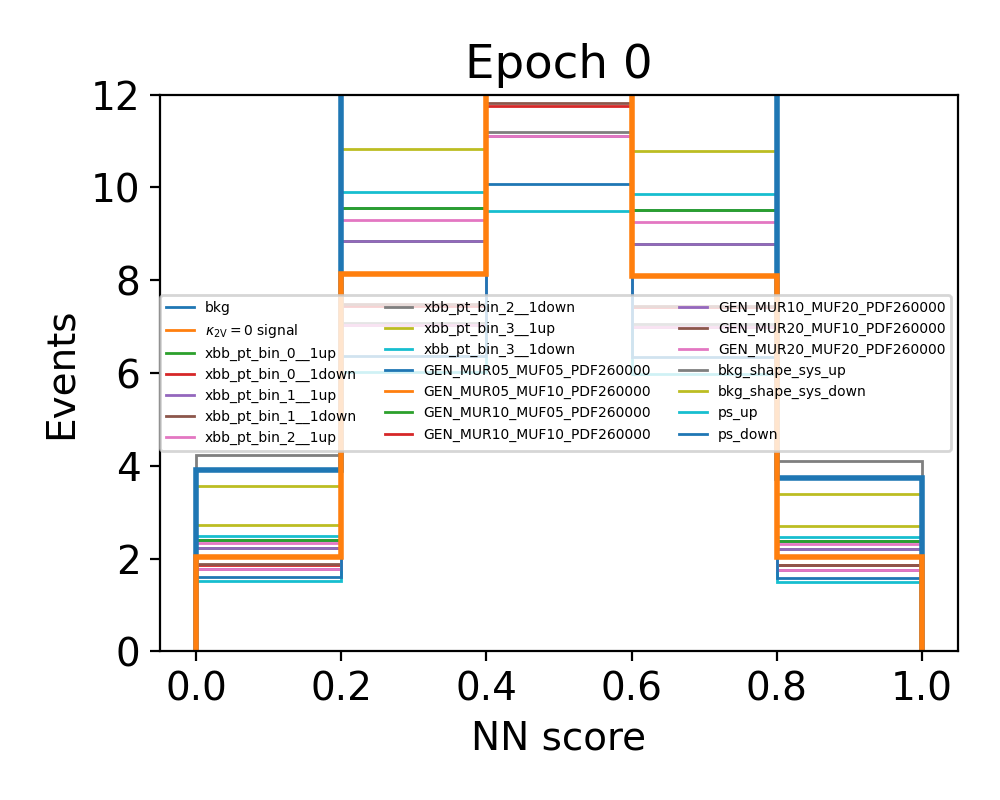 Epoch 0
12
10
8
6
4
2
0
Events
bkg
κ2V = 0 signal
xbb_pt_bin_0__1up
xbb_pt_bin_0__1down
xbb_pt_bin_1__1up
xbb_pt_bin_1__1down
xbb_pt_bin_2__1up
xbb_pt_bin_2__1down
xbb_pt_bin_3__1up
xbb_pt_bin_3__1down
GEN_MUR05_MUF05_PDF260000
GEN_MUR05_MUF10_PDF260000
GEN_MUR10_MUF05_PDF260000
GEN_MUR10_MUF10_PDF260000
GEN_MUR10_MUF20_PDF260000
GEN_MUR20_MUF10_PDF260000
GEN_MUR20_MUF20_PDF260000
bkg_shape_sys_up
bkg_shape_sys_down
ps_up
ps_down
0.0 0.2 0.4 0.6 0.8 1.0
NN score